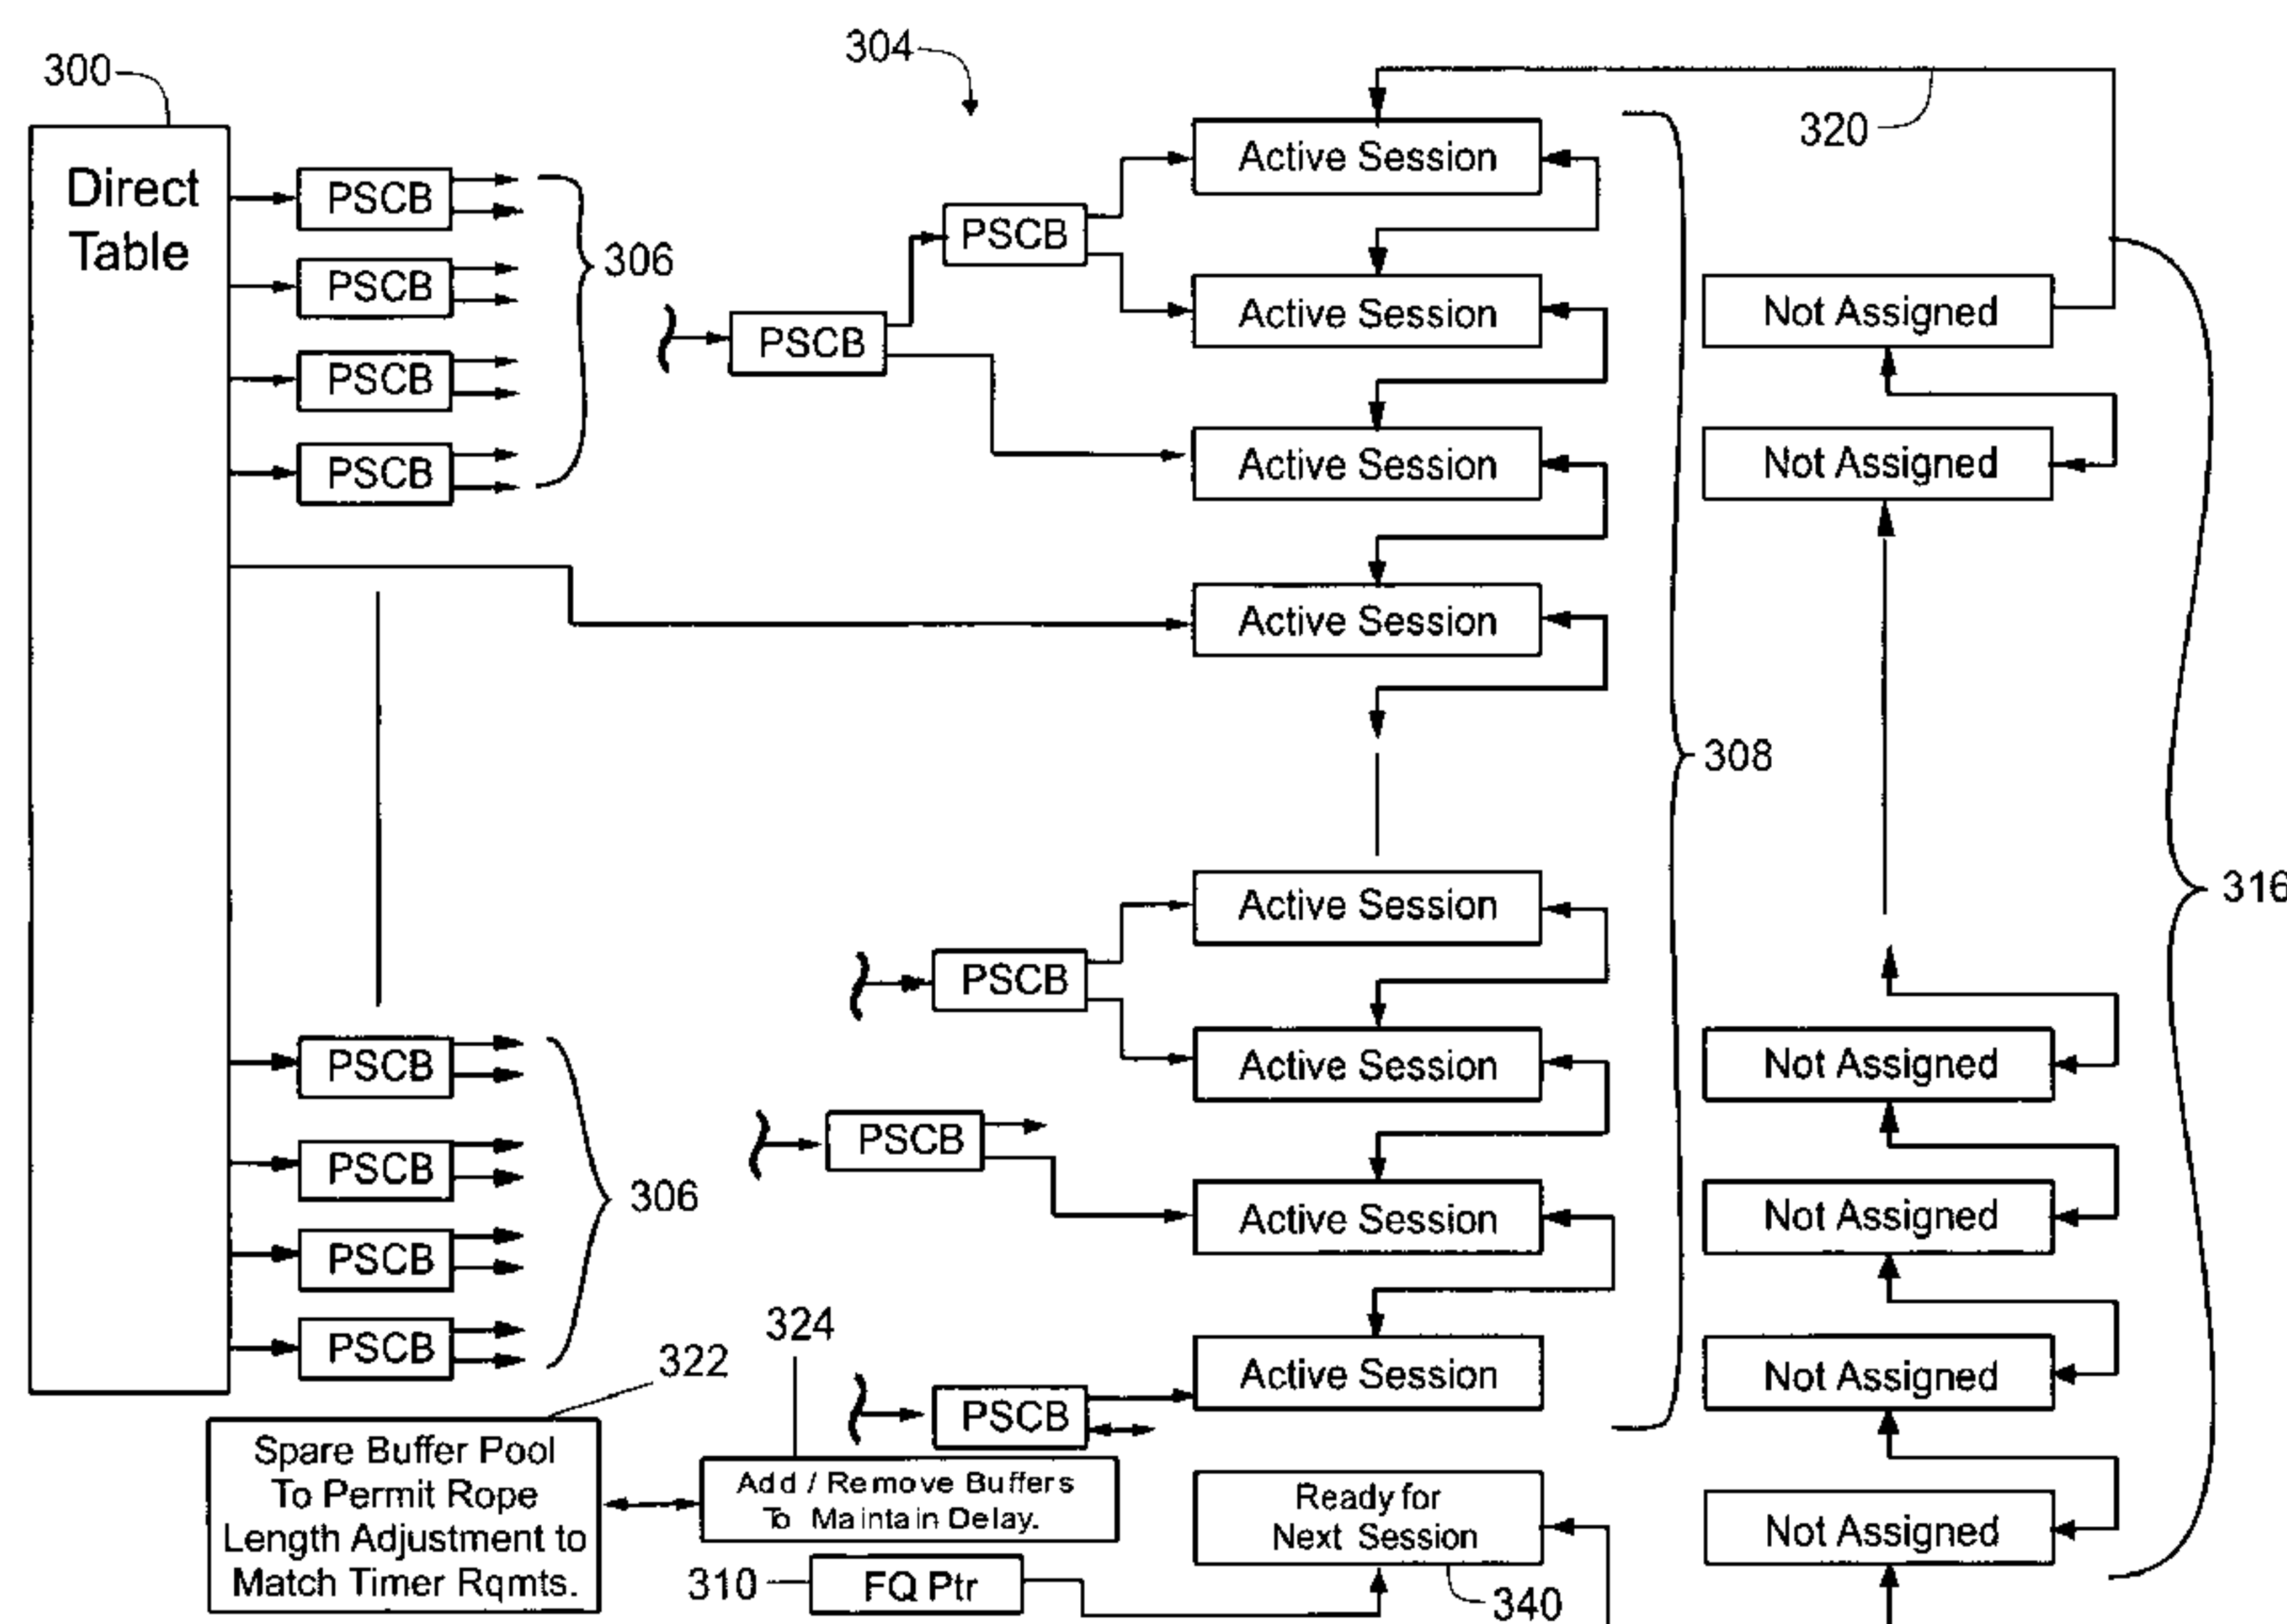 300
304
320
Direct
Table
PSCB
PSCB
PSCB
PSCB
306
PSCB
PSCB
Active Session
Active Session
Active Session
Active Session
Not Assigned
Not Assigned
308
316
PSCB
PSCB
PSCB
PSCB
306
PSCB
PSCB
PSCB
Active Session
Active Session
Active Session
Active Session
Not Assigned
Not Assigned
Not Assigned
Not Assigned
322
324
Spare Buffer Pool
To Permit Rope
Length Adjustment to
Match Timer Rqmts.
Add / Remove Buffers
To Maintain Delay.
310
FQ Ptr
Ready for
Next Session
340